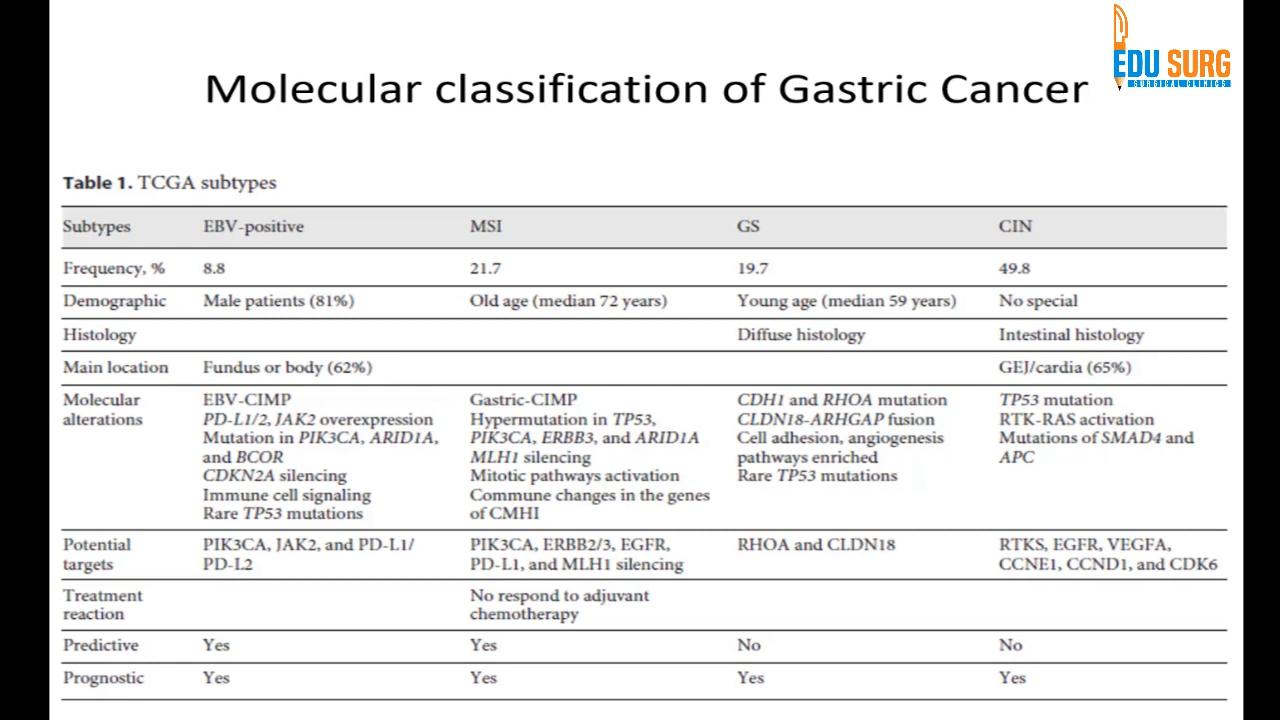 EDU SURG
SURGICAL CLINICS
Molecular classification of Gastric Cancer
Table 1. TCGA subtypes
Subtypes EBV-positive MSI GS CIN
Frequency, % 8.8 21.7 19.7 49.8
Demographic Male patients (81%) Old age (median 72 years) Young age (median 59 years) No special
Histology Diffuse histology Intestinal histology
Main location Fundus or body (62%) GEJ/cardia (65%)
Molecular EBV-CIMP Gastric-CIMP CDH1 and RHOA mutation TP53 mutation
alterations PD-L1/2, JAK2 overexpression Hypermutation in TP53, CLDN18-ARHGAP fusion RTK-RAS activation
Mutation in PIK3CA, ARID1A, PIK3CA, ERBB3, and ARID1A Cell adhesion, angiogenesis Mutations of SMAD4 and
and BCOR MLH1 silencing pathways enriched APC
CDKN2A silencing Mitotic pathways activation Rare TP53 mutations
Immune cell signaling Commune changes in the genes
Rare TP53 mutations of CMHI
Potential PIK3CA, JAK2, and PD-L1/ PIK3CA, ERBB2/3, EGFR, RHOA and CLDN18 RTKS, EGFR, VEGFA,
targets PD-L2 PD-L1, and MLH1 silencing CCNE1, CCND1, and CDK6
Treatment No respond to adjuvant
reaction chemotherapy
Predictive Yes Yes No No
Prognostic Yes Yes Yes Yes